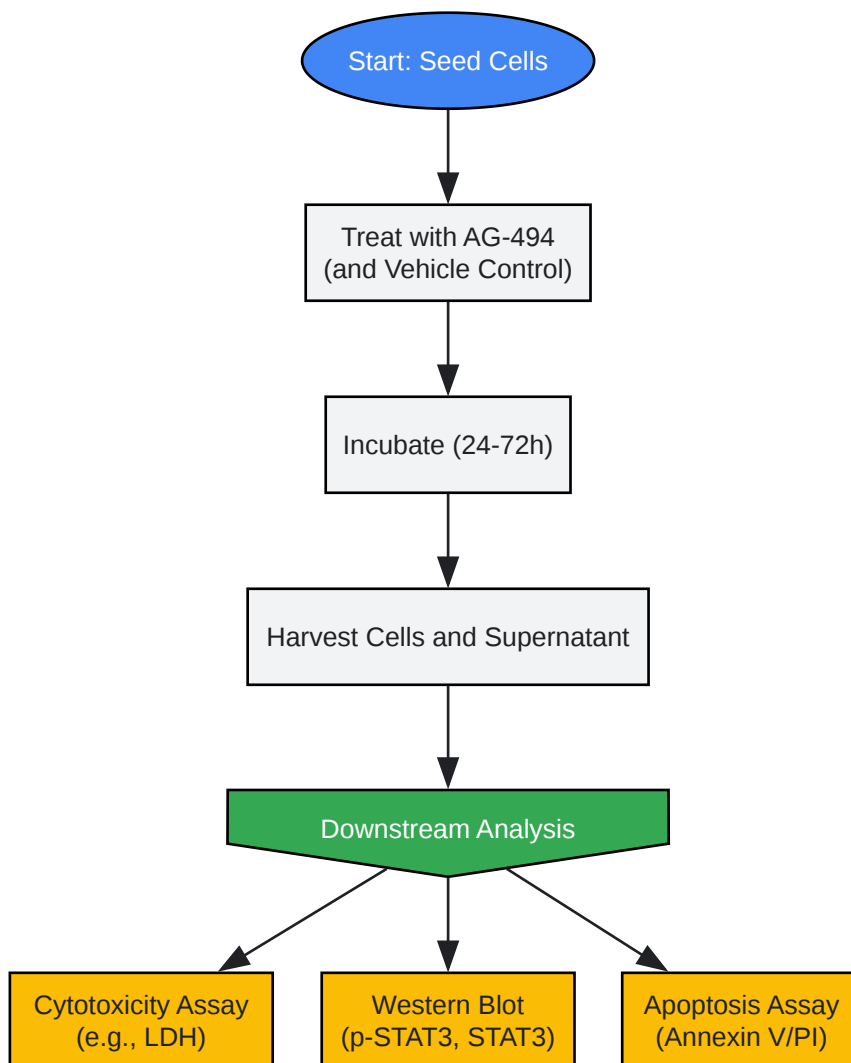 Start: Seed Cells
Treat with AG-494
(and Vehicle Control)
Incubate (24-72h)
Harvest Cells and Supernatant
Downstream Analysis
Cytotoxicity Assay
(e.g., LDH)
Western Blot
(p-STAT3, STAT3)
Apoptosis Assay
(Annexin V/PI)